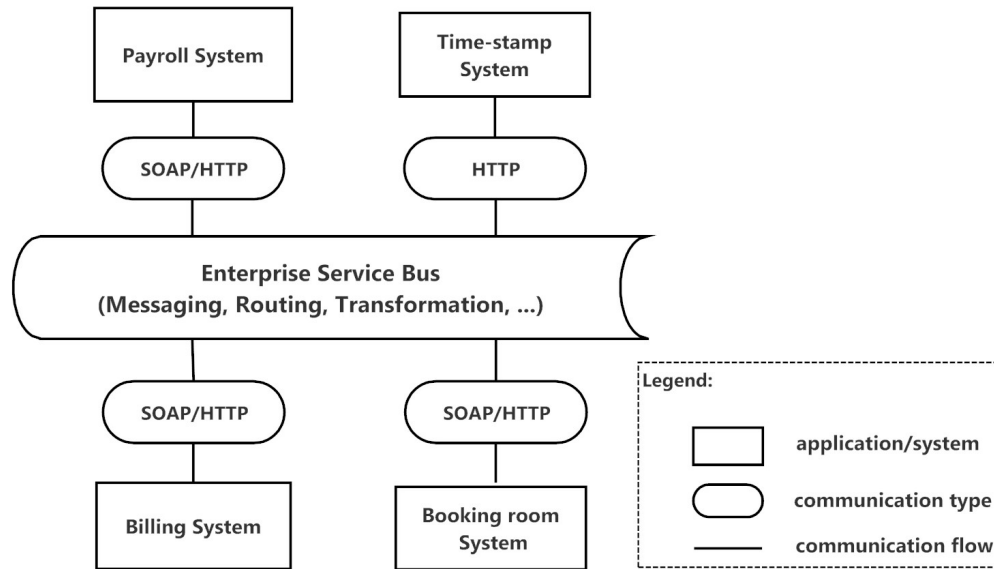 Payroll System
Time-stamp
System
SOAP/HTTP
HTTP
Enterprise Service Bus
(Messaging, Routing, Transformation, ...)
SOAP/HTTP
SOAP/HTTP
Billing System
Booking room
System
Legend:
application/system
communication type
communication flow